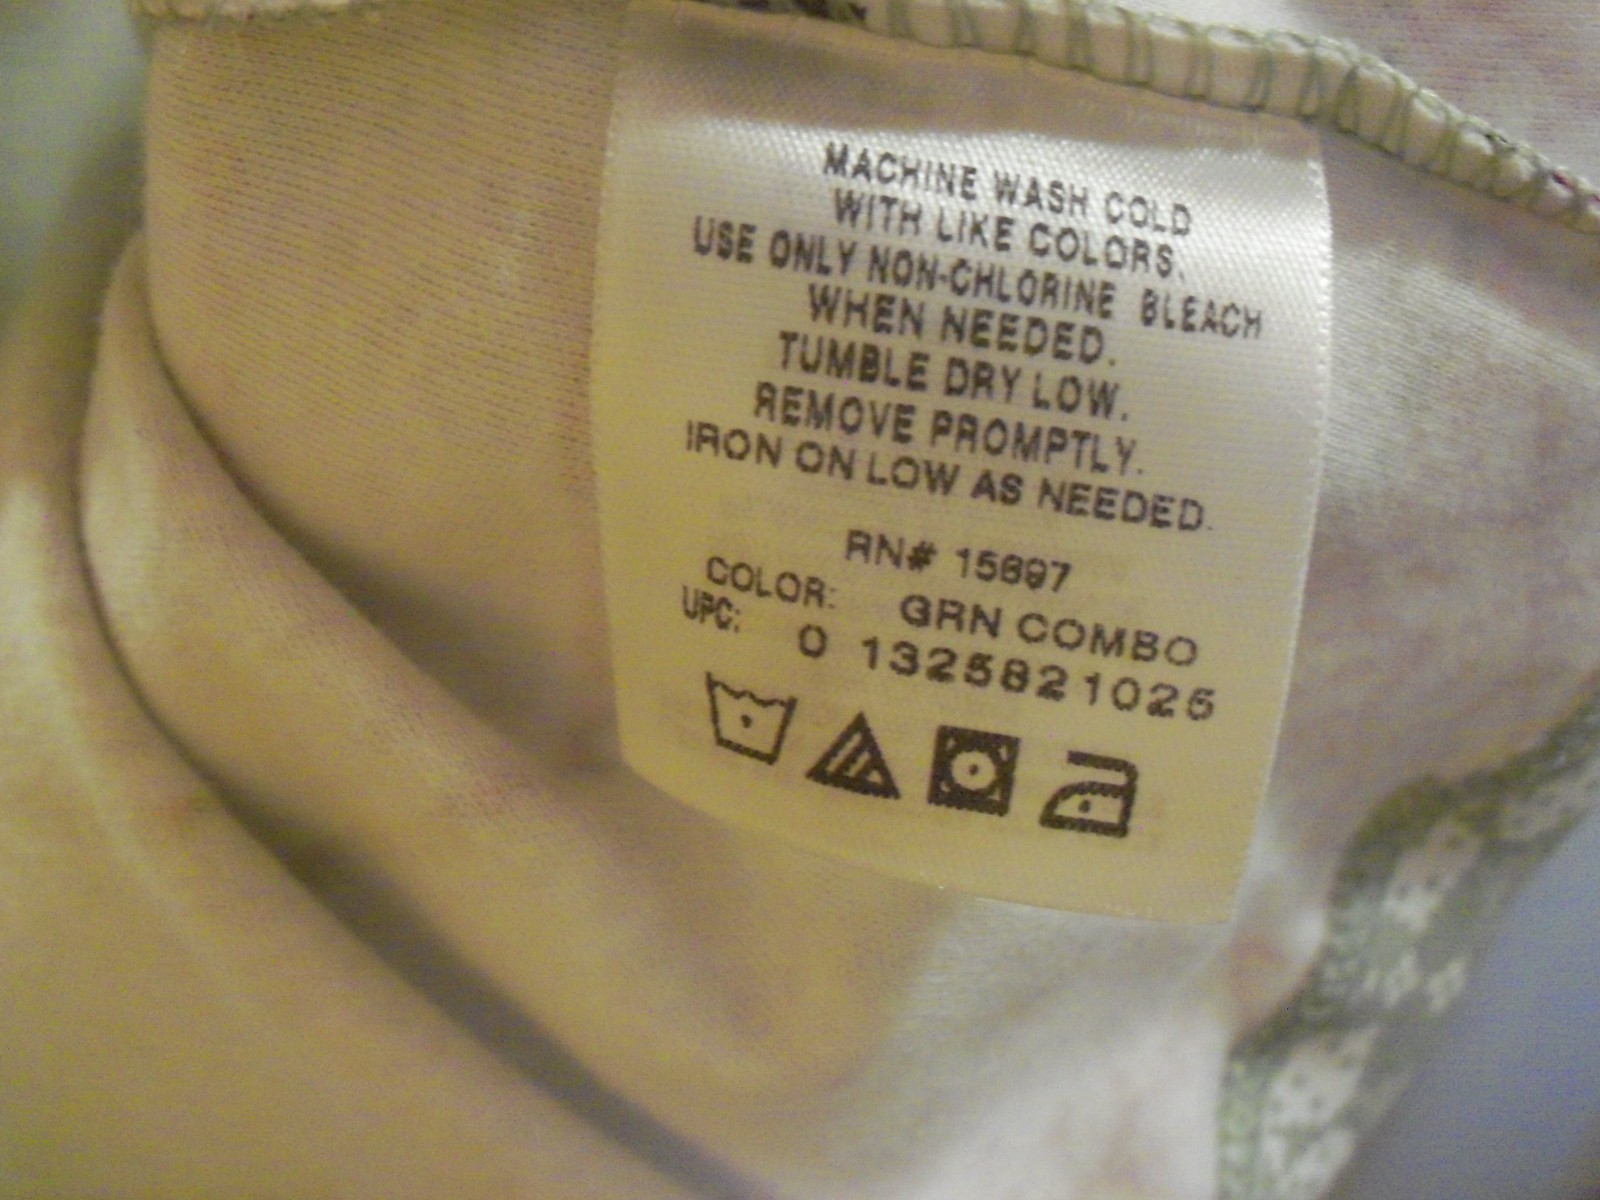 MACHINE WASH COLD
WITH LIKE COLORS.
USE ONLY NON-CHLORINE BLEACH
WHEN NEEDED.
TUMBLE DRY LOW.
REMOVE PROMPTLY.
IRON ON LOW AS NEEDED.
RN# 15697
COLOR: GRN COMBO
UPC: 0 1325821026